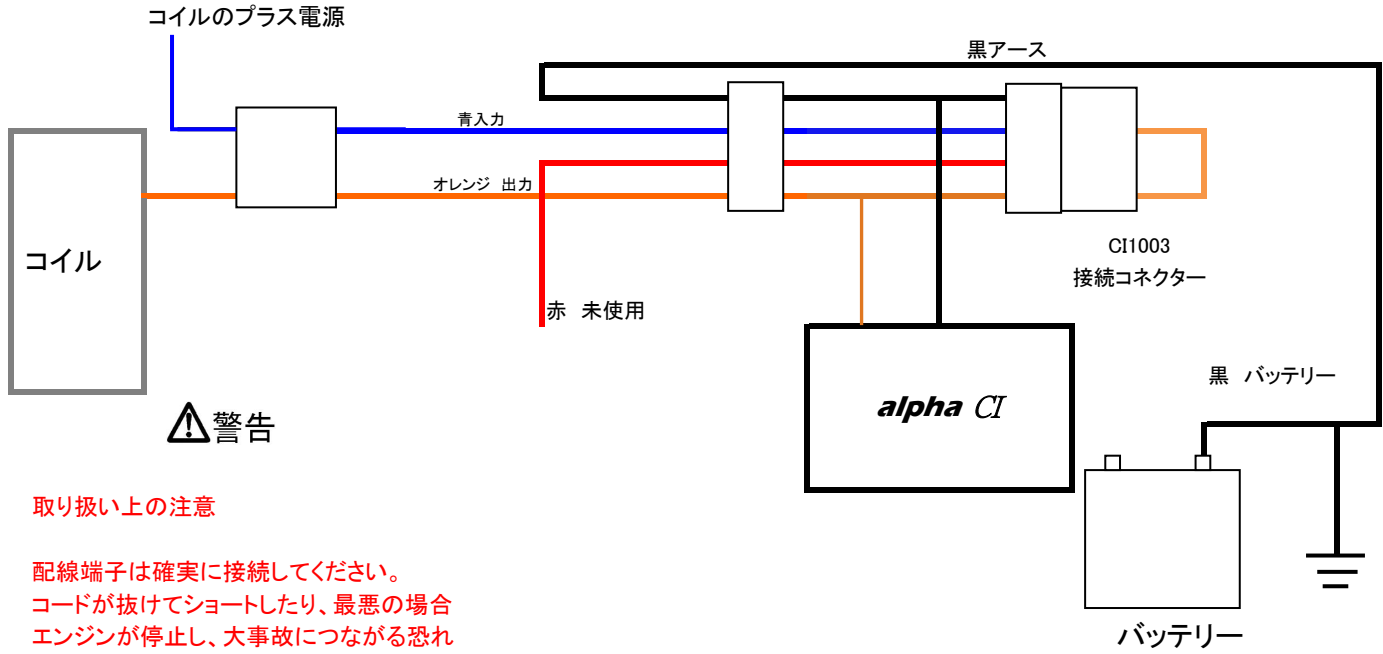 コイルのプラス電源
黒アース
青入力
オレンジ 出力
コイル
CI1003
接続コネクター
赤 未使用
黒 バッテリー
alpha CI
警告
取り扱い上の注意
配線端子は確実に接続してください。
コードが抜けてショートしたり、最悪の場合
エンジンが停止し、大事故につながる恐れ
バッテリー